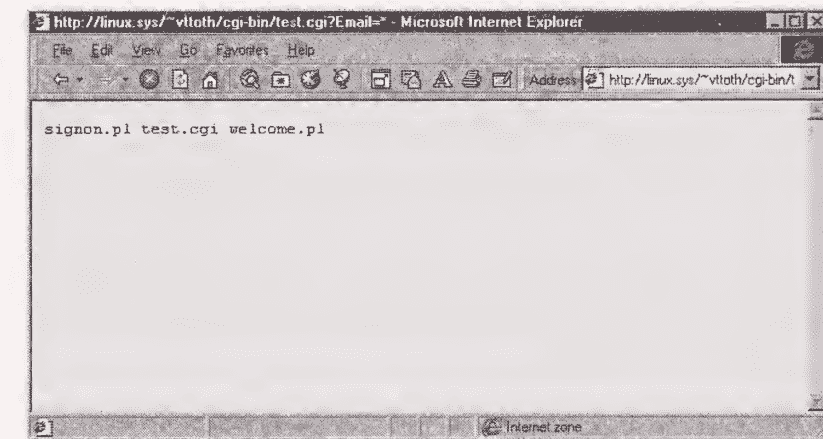 http://linux.sys/~vttoth/cgi-bin/test.cgi?Email=* - Microsoft Internet Explorer
File Edit View Go Favorites Help
Address http://linux.sys/~vttoth/cgi-bin/t
signon.pl test.cgi welcome.pl
Internet zone